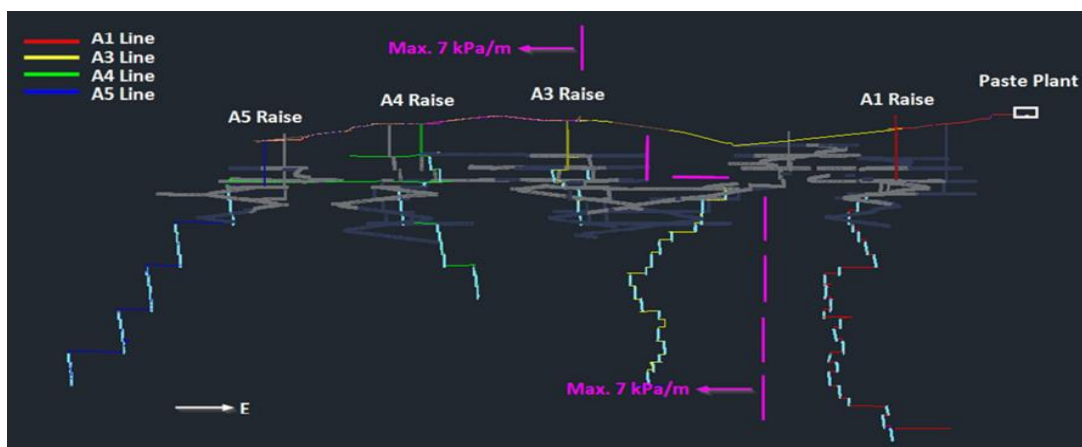 A1 Line
A3 Line
A4 Line
A5 Line
Max. 7 kPa/m
A5 Raise
A4 Raise
A3 Raise
A1 Raise
Paste Plant
Max. 7 kPa/m
E